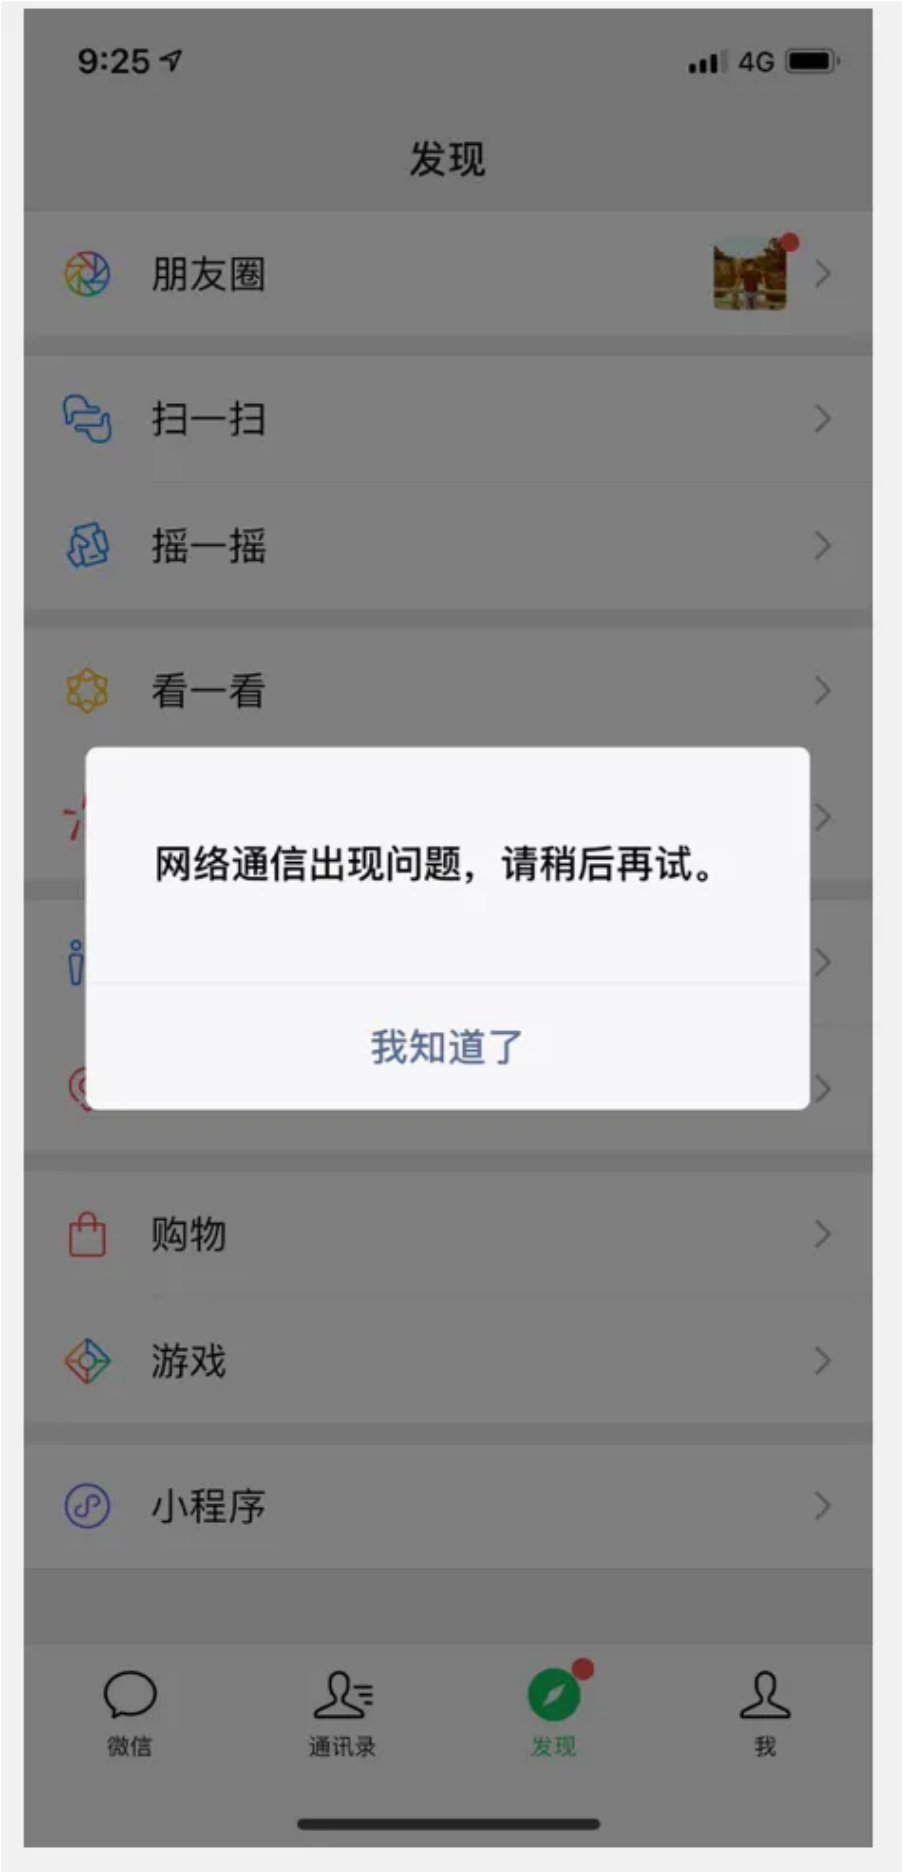 9:25
4G
发现
朋友圈
扫一扫
摇一摇
看一看
网络通信出现问题，请稍后再试。
我知道了
购物
游戏
小程序
微信
通讯录
发现
我